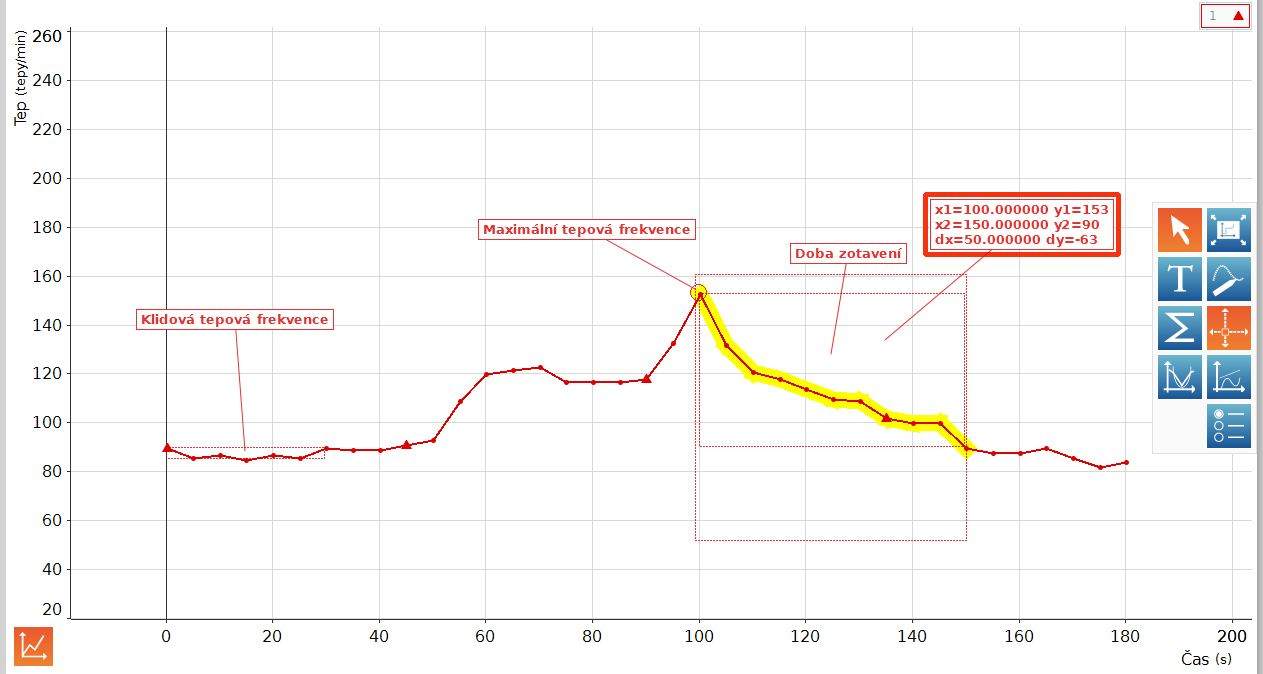 1
Tep (tepy/min)
260
240
220
200
180
160
140
120
100
80
60
40
20
Klidová tepová frekvence
Maximální tepová frekvence
Doba zotavení
x1=100.000000 y1=153
x2=150.000000 y2=90
dx=50.000000 dy=-63
T
Σ
0 20 40 60 80 100 120 140 160 180 200
Čas (s)